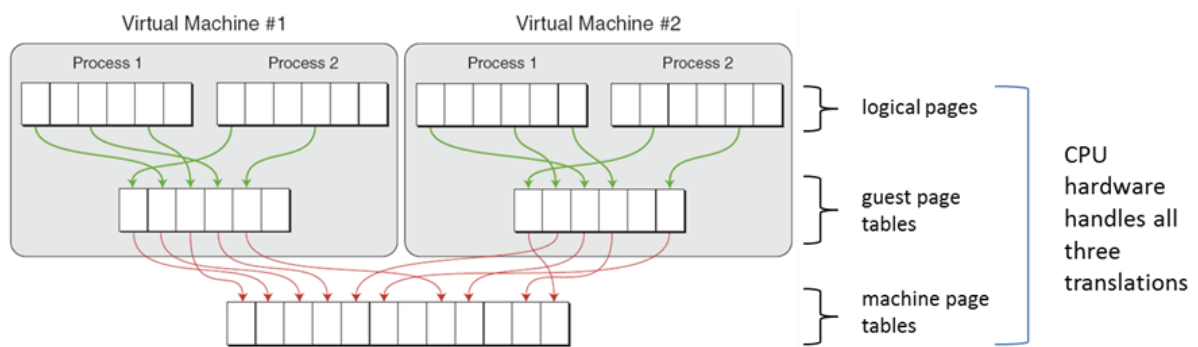 Virtual Machine #1
Virtual Machine #2
Process 1
Process 2
Process 1
Process 2
logical pages
guest page
tables
machine page
tables
CPU
hardware
handles all
three
translations